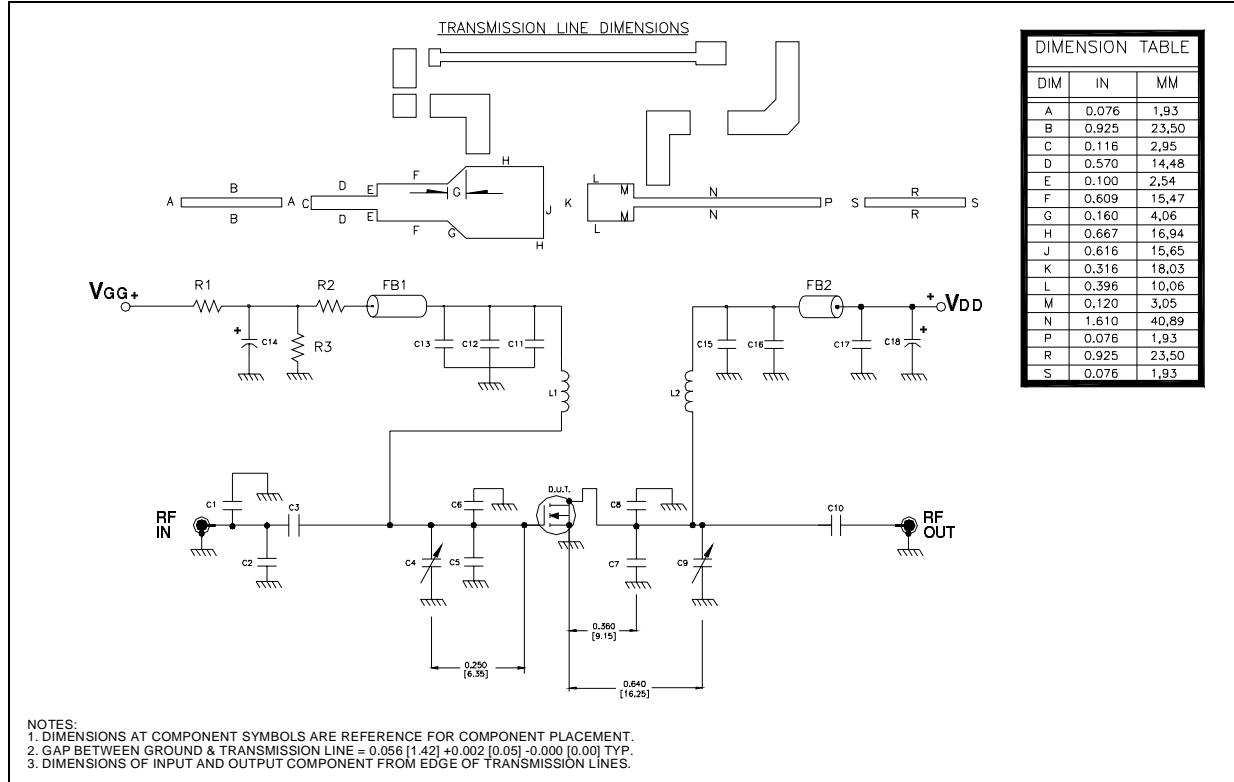 TRANSMISSION LINE DIMENSIONS
DIMENSION TABLE
DIM IN MM
A 0.076 1,93
B 0.925 23,50
C 0.116 2,95
D 0.570 14,48
E 0.100 2,54
F 0.609 15,47
G 0.160 4,06
H 0.667 16,94
J 0.616 15,65
K 0.316 18,03
L 0.396 10,06
M 0.120 3,05
N 1.610 40,89
P 0.076 1,93
R 0.925 23,50
S 0.076 1,93
H
B D E F G L M N R
A A C J K P S S
B D E F G H L M N R
VGG+ R1 R2 FB1 FB2 + VDD
+ C14 R3 C13 C12 C11 C15 C16 C17 C18 +
L1 L2
RF IN C1 C2 C3 C4 C6 C5 D.U.T. C8 C7 C9 C10 RF OUT
0.360
[9.15]
0.250
[6.35]
0.640
[16.25]
NOTES:
1. DIMENSIONS AT COMPONENT SYMBOLS ARE REFERENCE FOR COMPONENT PLACEMENT.
2. GAP BETWEEN GROUND & TRANSMISSION LINE = 0.056 [1.42] +0.002 [0.05] -0.000 [0.00] TYP.
3. DIMENSIONS OF INPUT AND OUTPUT COMPONENT FROM EDGE OF TRANSMISSION LINES.